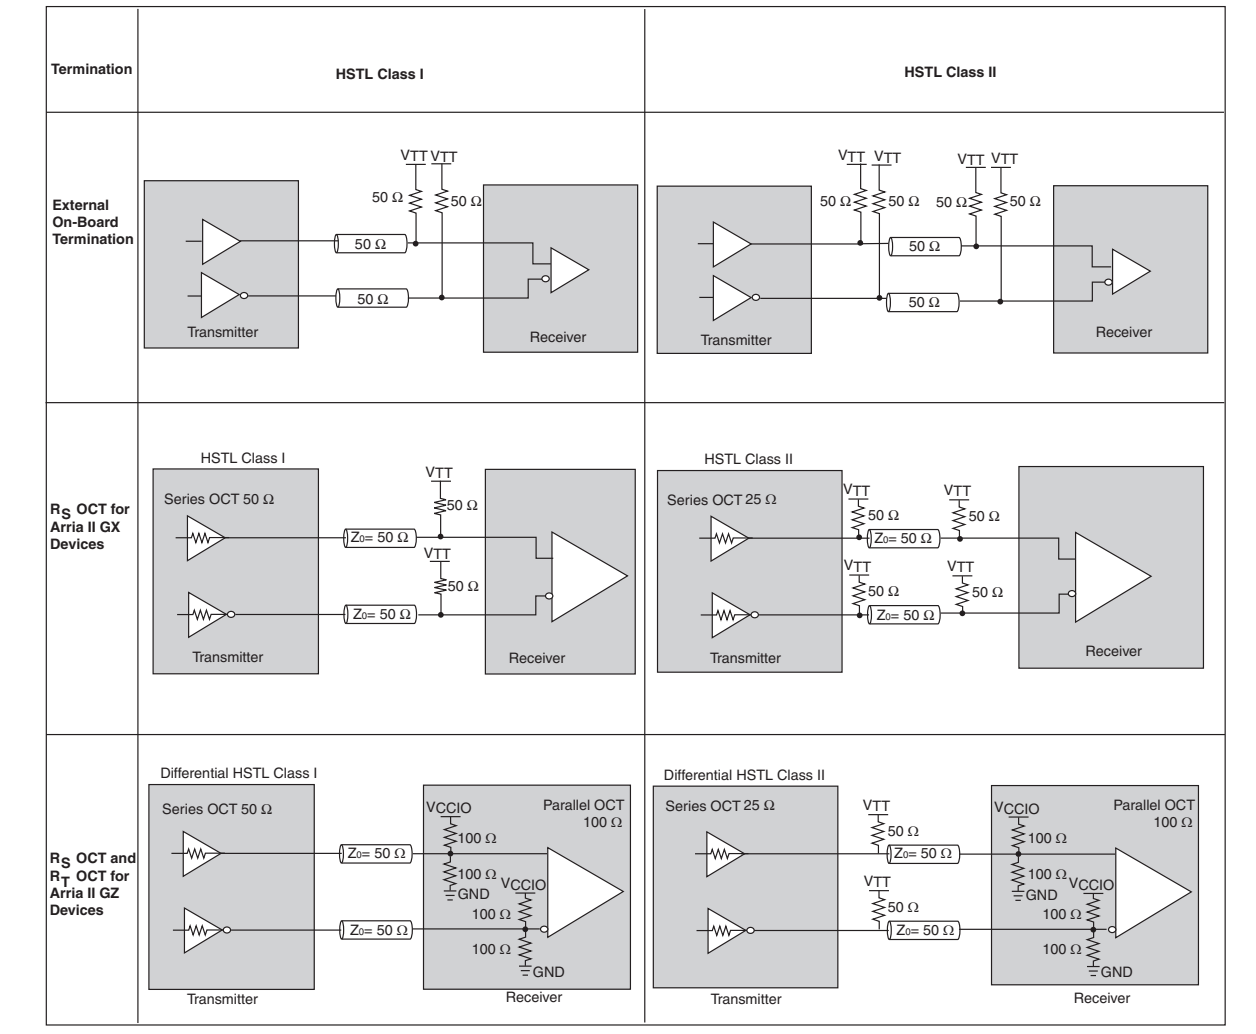 Termination
HSTL Class I
HSTL Class II
External
On-Board
Termination
VTT VTT
50 Ω
50 Ω
50 Ω
50 Ω
Transmitter
Receiver
VTT VTT
VTT VTT
50 Ω
50 Ω
50 Ω
50 Ω
50 Ω
50 Ω
Transmitter
Receiver
RS OCT for
Arria II GX
Devices
HSTL Class I
Series OCT 50 Ω
VTT
50 Ω
Z0= 50 Ω
VTT
50 Ω
Z0= 50 Ω
Transmitter
Receiver
HSTL Class II
Series OCT 25 Ω
VTT
VTT
50 Ω
50 Ω
Z0= 50 Ω
VTT
VTT
50 Ω
50 Ω
Z0= 50 Ω
Transmitter
Receiver
RS OCT and
RT OCT for
Arria II GZ
Devices
Differential HSTL Class I
Series OCT 50 Ω
VCCIO
Parallel OCT
100 Ω
100 Ω
Z0= 50 Ω
100 Ω
GND
VCCIO
100 Ω
Z0= 50 Ω
100 Ω
GND
Transmitter
Receiver
Differential HSTL Class II
Series OCT 25 Ω
VTT
50 Ω
Z0= 50 Ω
VCCIO
Parallel OCT
100 Ω
100 Ω
100 Ω
GND
VTT
50 Ω
Z0= 50 Ω
VCCIO
100 Ω
100 Ω
GND
Transmitter
Receiver